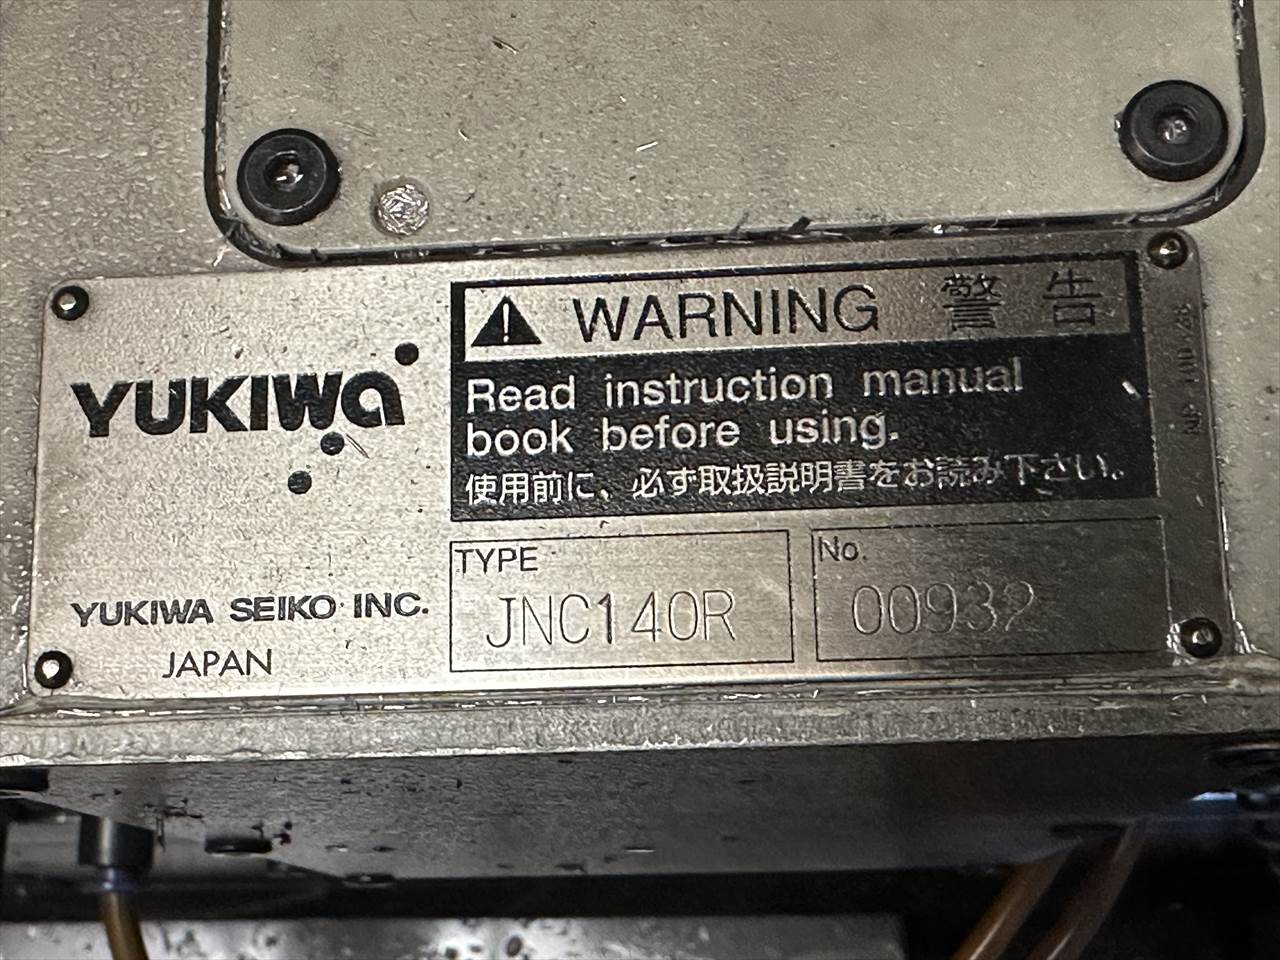 YUKIWA
YUKIWA SEIKO INC.
JAPAN
WARNING 警告
Read instruction manual
book before using.
使用前に、必ず取扱説明書をお読み下さい。
TYPE
JNC140R
No.
00932